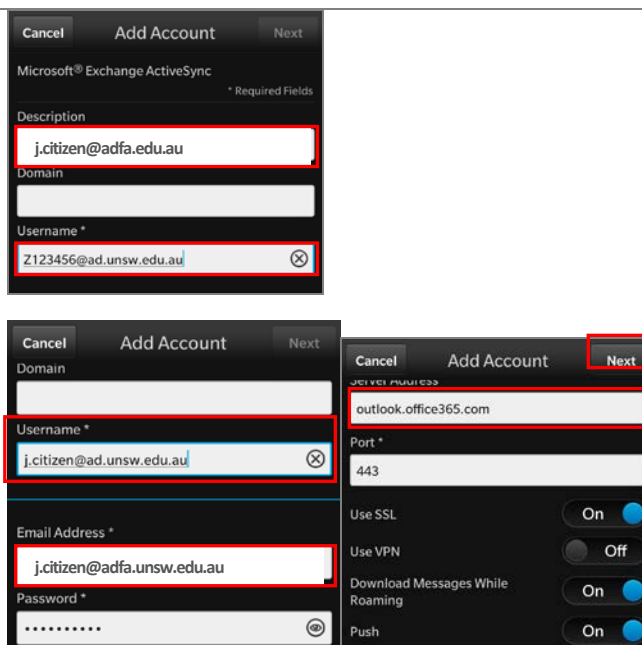 Cancel Add Account Next
Microsoft® Exchange ActiveSync
* Required Fields
Description
j.citizen@adfa.edu.au
Domain
Username *
Z123456@ad.unsw.edu.au
Cancel Add Account Next
Domain
Username *
j.citizen@ad.unsw.edu.au
Email Address *
j.citizen@adfa.unsw.edu.au
Password *
••••••••••
Cancel Add Account Next
Server Address
outlook.office365.com
Port *
443
Use SSL On
Use VPN Off
Download Messages While
Roaming On
Push On